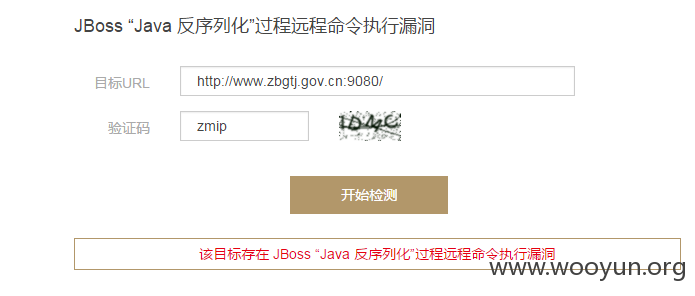 JBoss “Java 反序列化”过程远程命令执行漏洞
目标URL http://www.zbgtj.gov.cn:9080/
验证码 zmip
开始检测
该目标存在 JBoss “Java 反序列化”过程远程命令执行漏洞
www.wooyun.org